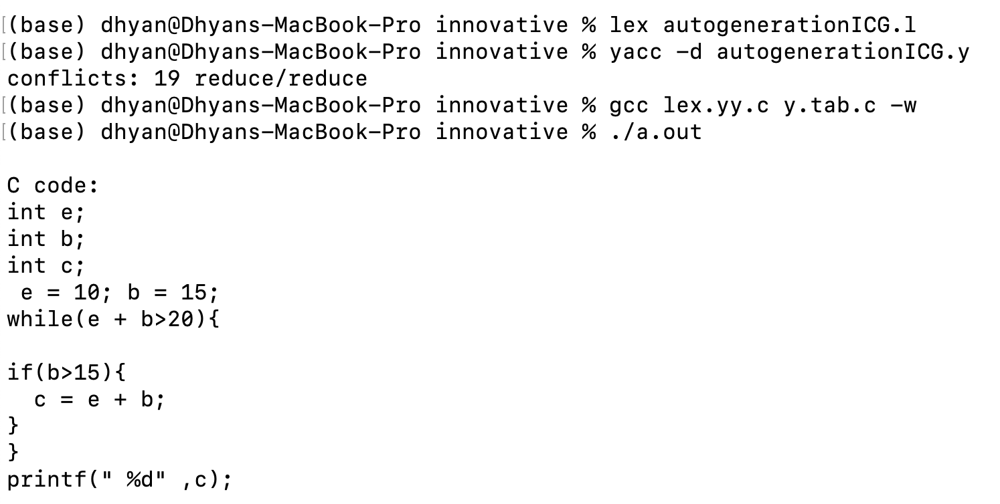 [(base) dhyan@Dhyans-MacBook-Pro innovative % lex autogenerationICG.l
[(base) dhyan@Dhyans-MacBook-Pro innovative % yacc -d autogenerationICG.y
conflicts: 19 reduce/reduce
[(base) dhyan@Dhyans-MacBook-Pro innovative % gcc lex.yy.c y.tab.c -w
[(base) dhyan@Dhyans-MacBook-Pro innovative % ./a.out

C code:
int e;
int b;
int c;
 e = 10; b = 15;
while(e + b>20){

if(b>15){
  c = e + b;
}
}
printf(" %d" ,c);